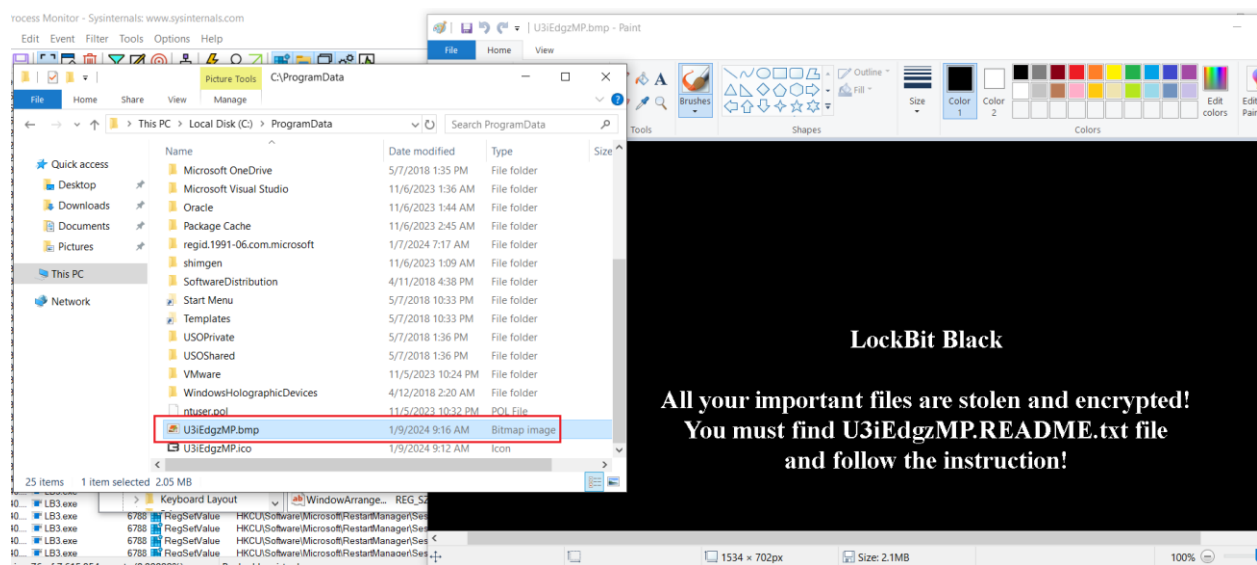 rocess Monitor - Sysinternals: www.sysinternals.com
Edit Event Filter Tools Options Help
Picture Tools C:\ProgramData
File Home Share View Manage
This PC > Local Disk (C:) > ProgramData
Search ProgramData
Name Date modified Type Size
Quick access
Desktop
Downloads
Documents
Pictures
This PC
Network
Microsoft OneDrive 5/7/2018 1:35 PM File folder
Microsoft Visual Studio 11/6/2023 1:36 AM File folder
Oracle 11/6/2023 1:44 AM File folder
Package Cache 11/6/2023 2:45 AM File folder
regid.1991-06.com.microsoft 1/7/2024 7:17 AM File folder
shimgen 11/6/2023 1:09 AM File folder
SoftwareDistribution 4/11/2018 4:38 PM File folder
Start Menu 5/7/2018 10:33 PM File folder
Templates 5/7/2018 10:33 PM File folder
USOPrivate 5/7/2018 1:36 PM File folder
USOShared 5/7/2018 1:36 PM File folder
VMware 11/5/2023 10:24 PM File folder
WindowsHolographicDevices 4/12/2018 2:20 AM File folder
ntuser.pol 11/5/2023 10:32 PM POL File
U3iEdgzMP.bmp 1/9/2024 9:16 AM Bitmap image
U3iEdgzMP.ico 1/9/2024 9:12 AM Icon
25 items 1 item selected 2.05 MB
Keyboard Layout
WindowArrange... REG_SZ
LB3.exe
LB3.exe 6788 RegSetValue HKCU\Software\Microsoft\RestartManager\Ses
LB3.exe 6788 RegSetValue HKCU\Software\Microsoft\RestartManager\Ses
LB3.exe 6788 RegSetValue HKCU\Software\Microsoft\RestartManager\Ses
LB3.exe 6788 RegSetValue HKCU\Software\Microsoft\RestartManager\Ses
U3iEdgzMP.bmp - Paint
File Home View
A
Brushes
Outline
Fill
Size
Color 1
Color 2
Edit colors
Tools Shapes Colors
LockBit Black
All your important files are stolen and encrypted!
You must find U3iEdgzMP.README.txt file
and follow the instruction!
1534 × 702px
Size: 2.1MB
100%